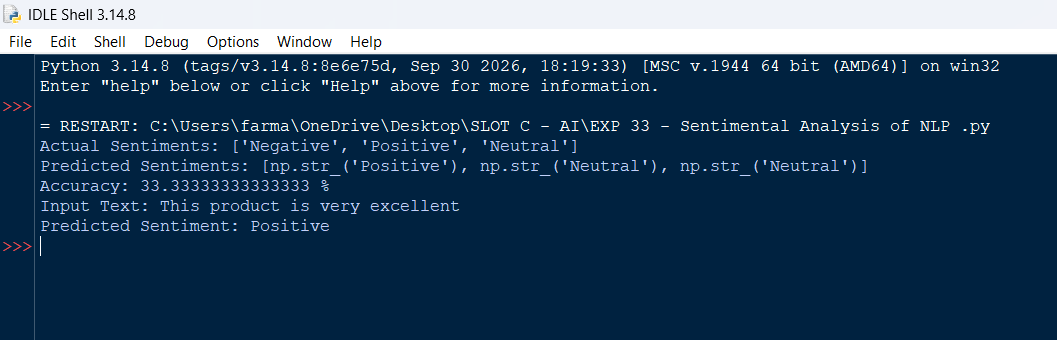 IDLE Shell 3.14.8
File Edit Shell Debug Options Window Help
Python 3.14.8 (tags/v3.14.8:8e6e75d, Sep 30 2026, 18:19:33) [MSC v.1944 64 bit (AMD64)] on win32
Enter "help" below or click "Help" above for more information.
>>>
= RESTART: C:\Users\farma\OneDrive\Desktop\SLOT C - AI\EXP 33 - Sentimental Analysis of NLP .py
Actual Sentiments: ['Negative', 'Positive', 'Neutral']
Predicted Sentiments: [np.str_('Positive'), np.str_('Neutral'), np.str_('Neutral')]
Accuracy: 33.33333333333333 %
Input Text: This product is very excellent
Predicted Sentiment: Positive
>>>